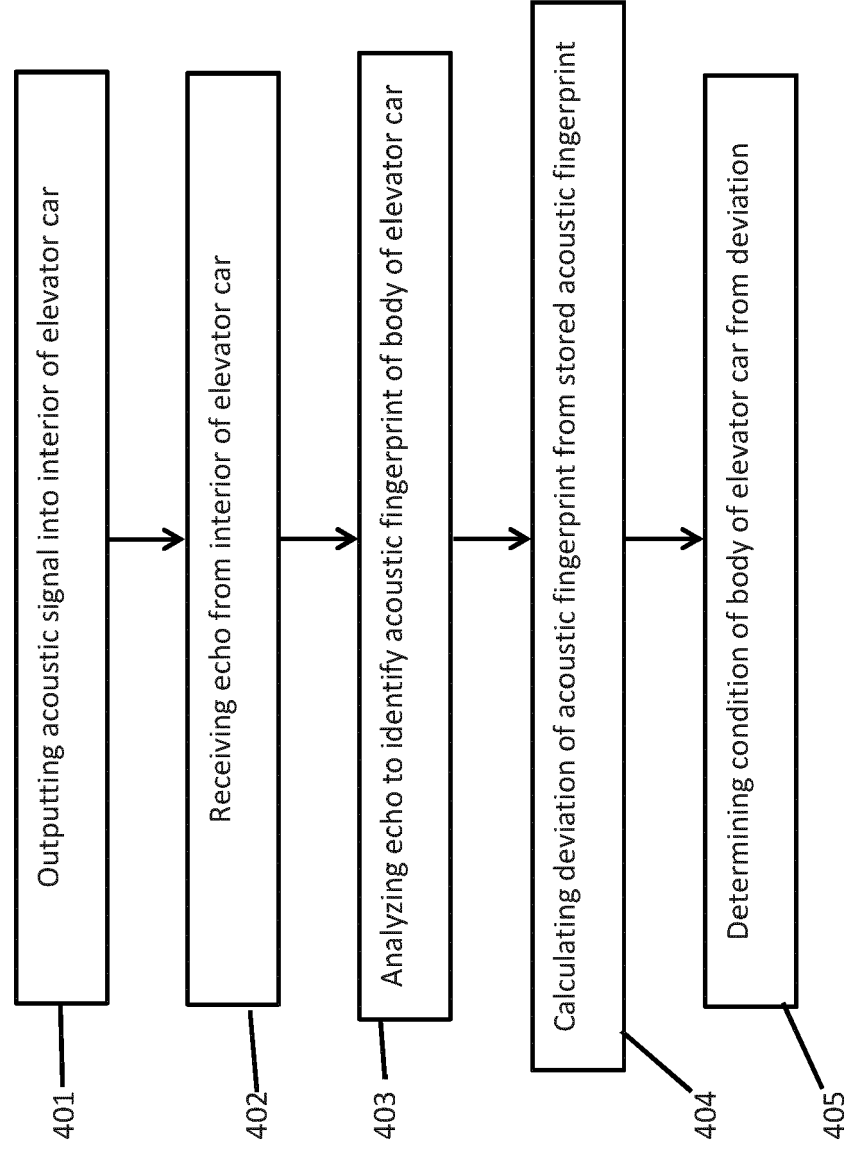 401
Outputting acoustic signal into interior of elevator car
402
Receiving echo from interior of elevator car
403
Analyzing echo to identify acoustic fingerprint of body of elevator car
404
Calculating deviation of acoustic fingerprint from stored acoustic fingerprint
405
Determining condition of body of elevator car from deviation